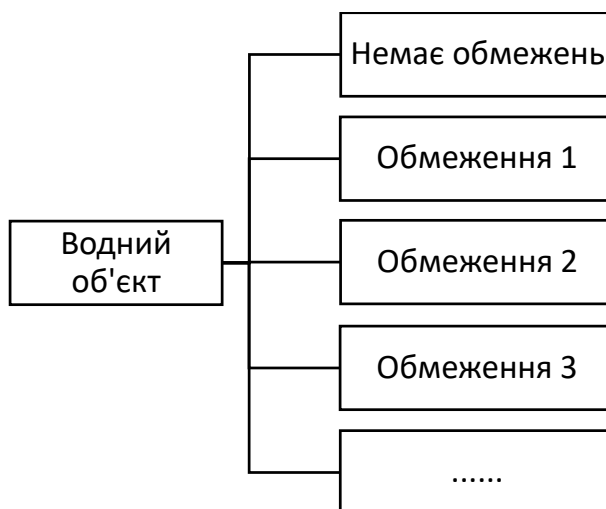 Немає обмежень
Обмеження 1
Водний
об'єкт
Обмеження 2
Обмеження 3
......